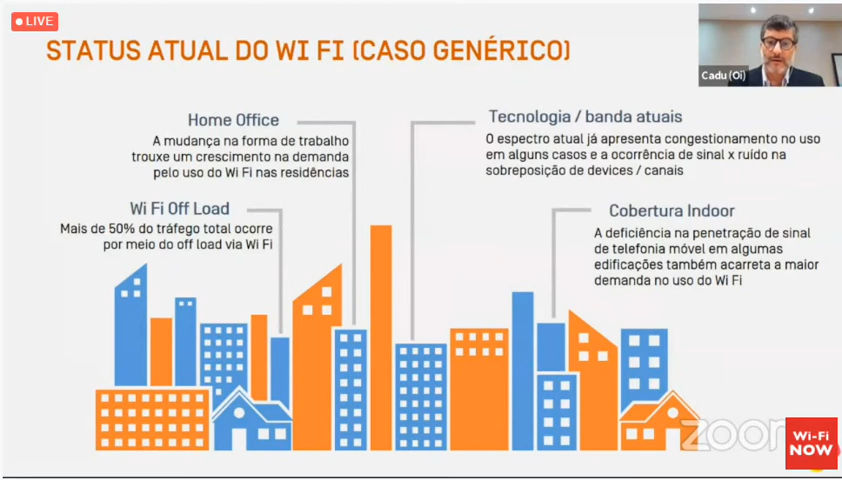 LIVE
STATUS ATUAL DO WI FI (CASO GENÉRICO)
Cadu (Oi)
Home Office
A mudança na forma de trabalho
trouxe um crescimento na demanda
pelo uso do Wi Fi nas residências
Tecnologia / banda atuais
O espectro atual já apresenta congestionamento no uso
em alguns casos e a ocorrência de sinal x ruído na
sobreposição de devices / canais
Wi Fi Off Load
Mais de 50% do tráfego total ocorre
por meio do off load via Wi Fi
Cobertura Indoor
A deficiência na penetração de sinal
de telefonia móvel em algumas
edificações também acarreta a maior
demanda no uso do Wi Fi
zoom
Wi-Fi
NOW